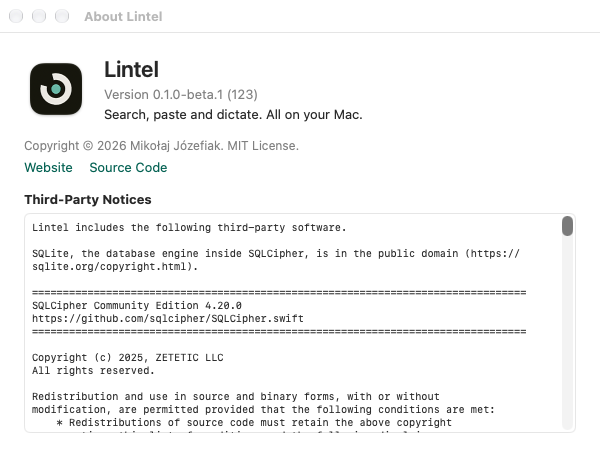 About Lintel
Lintel
Version 0.1.0-beta.1 (123)
Search, paste and dictate. All on your Mac.
Copyright © 2026 Mikołaj Józefiak. MIT License.
Website Source Code
Third-Party Notices
Lintel includes the following third-party software.
SQLite, the database engine inside SQLCipher, is in the public domain (https://
sqlite.org/copyright.html).
================================================================================
SQLCipher Community Edition 4.20.0
https://github.com/sqlcipher/SQLCipher.swift
================================================================================
Copyright (c) 2025, ZETETIC LLC
All rights reserved.
Redistribution and use in source and binary forms, with or without
modification, are permitted provided that the following conditions are met:
* Redistributions of source code must retain the above copyright